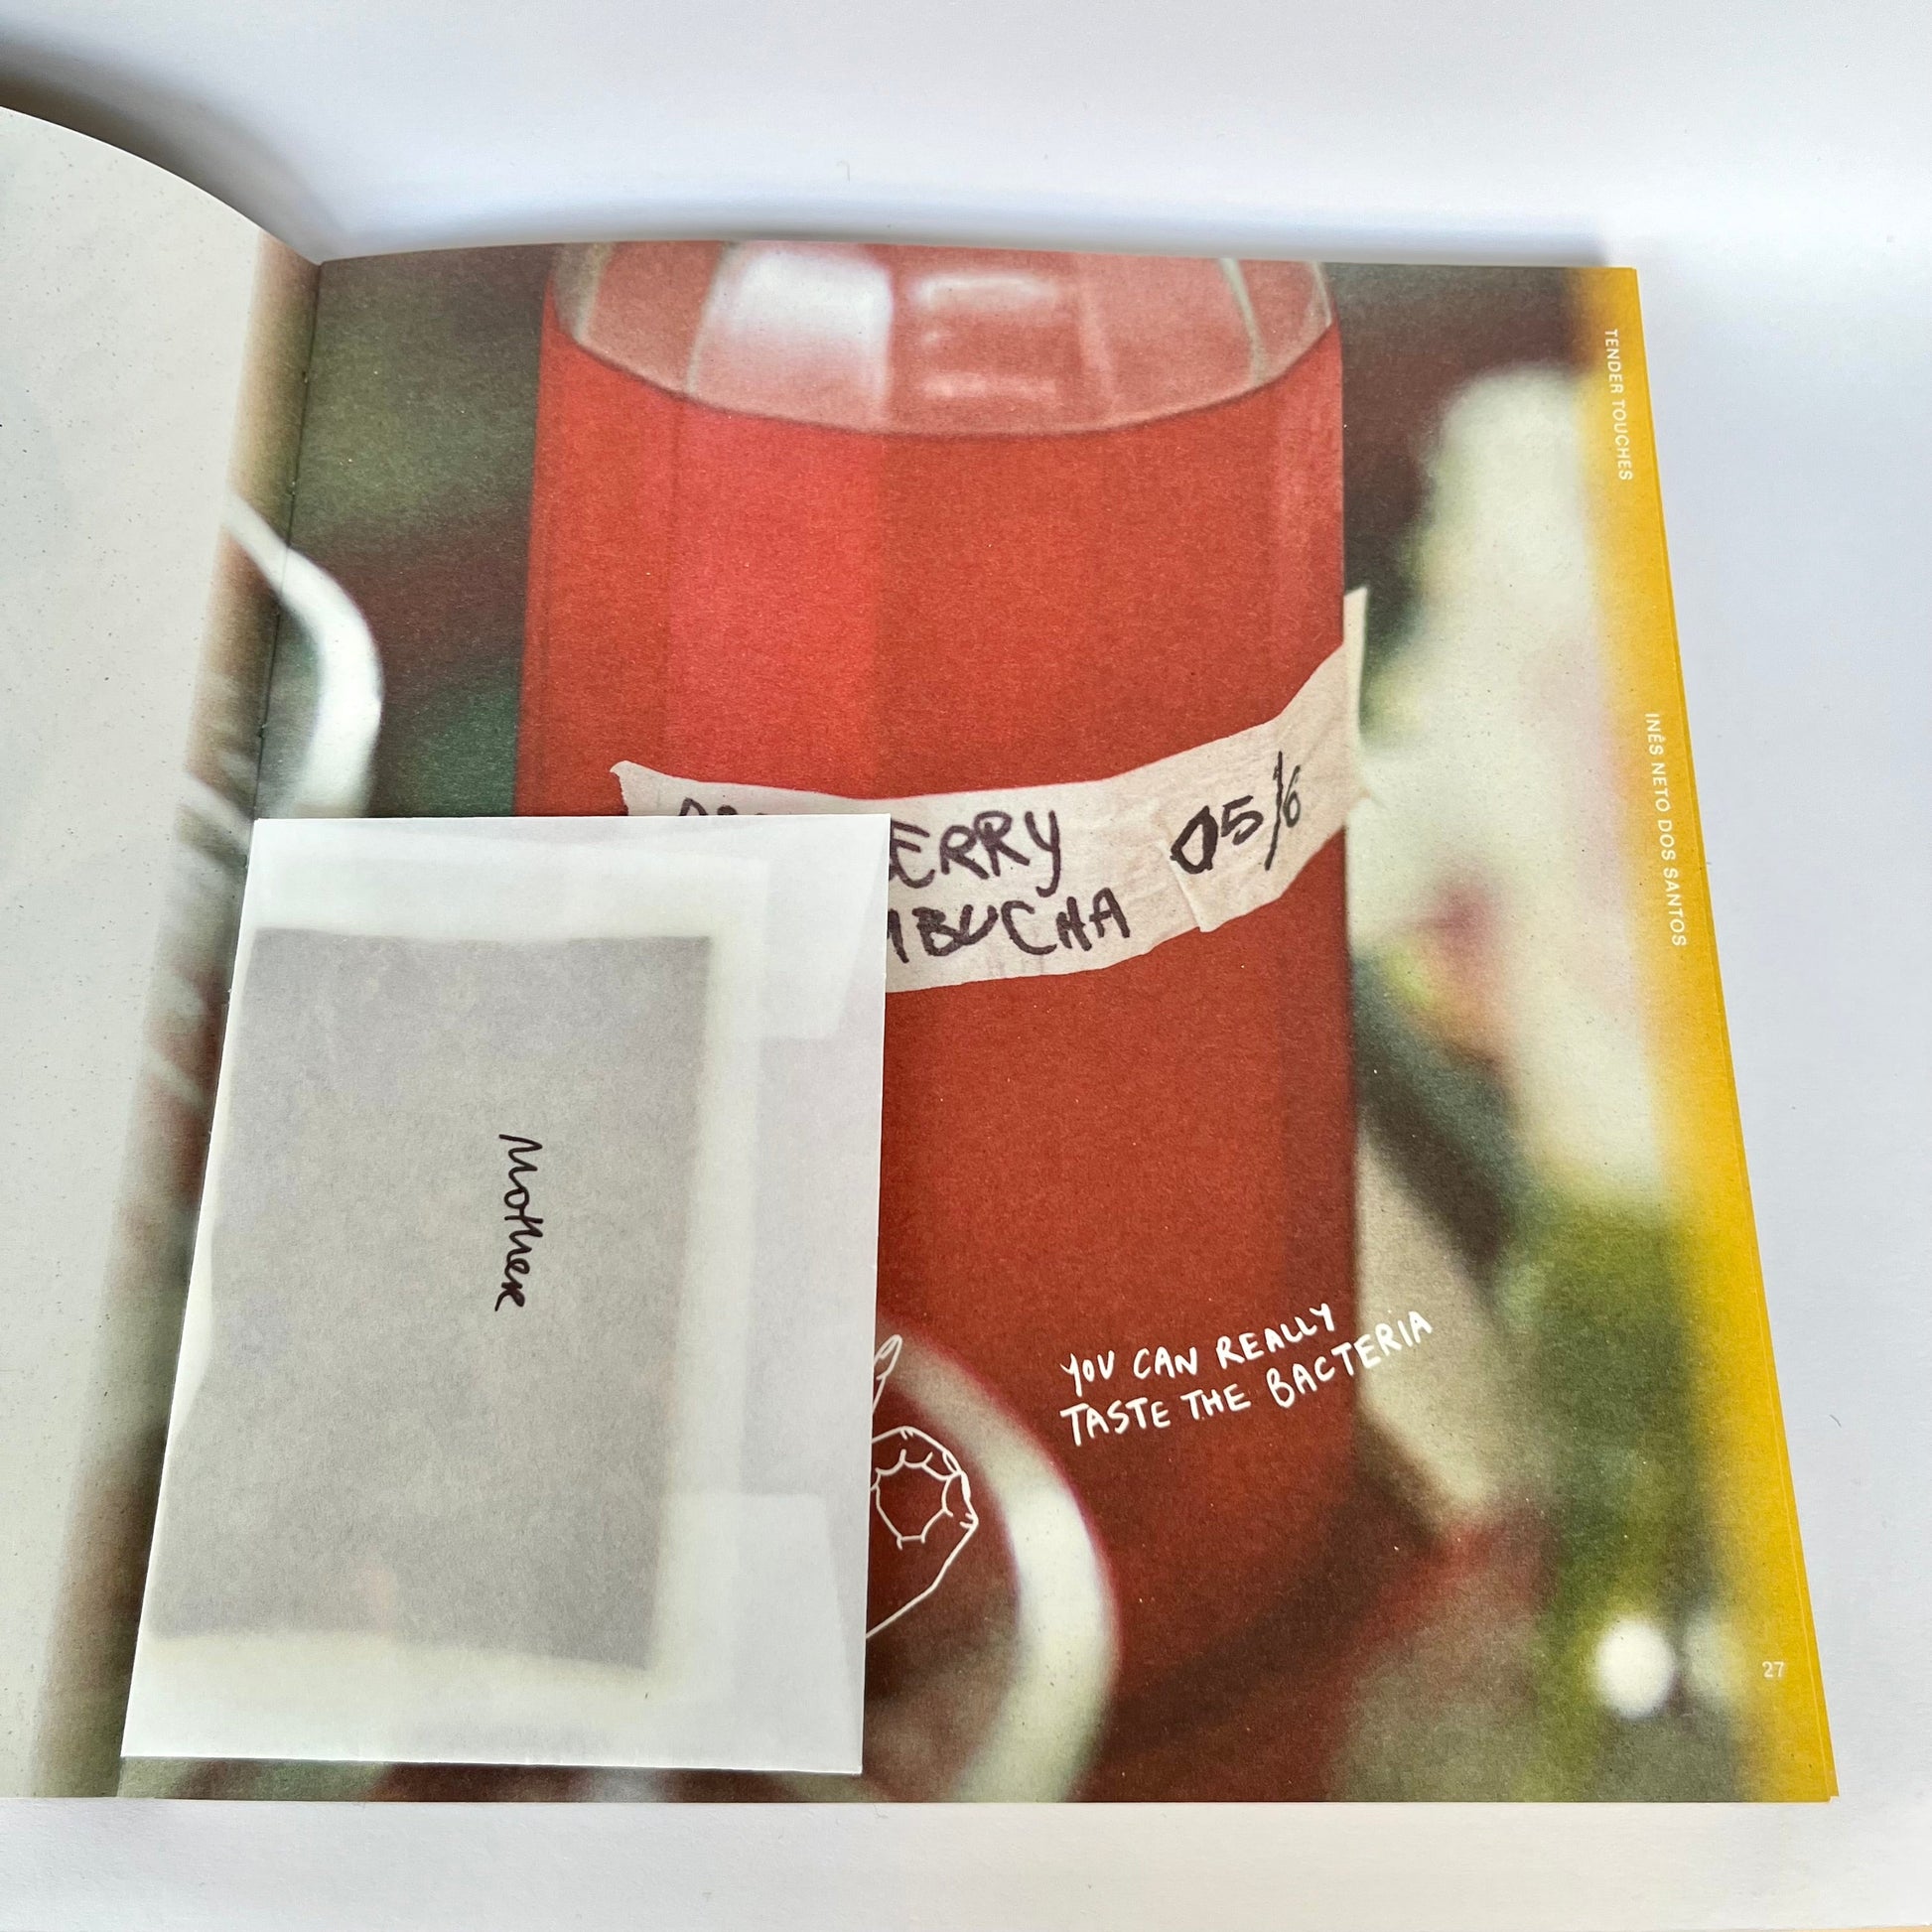 TENDER TOUCHES
INÊS NETO DOS SANTOS
ERRY
05/6
MBUCHA
Mother
YOU CAN REALLY
TASTE THE BACTERIA
27